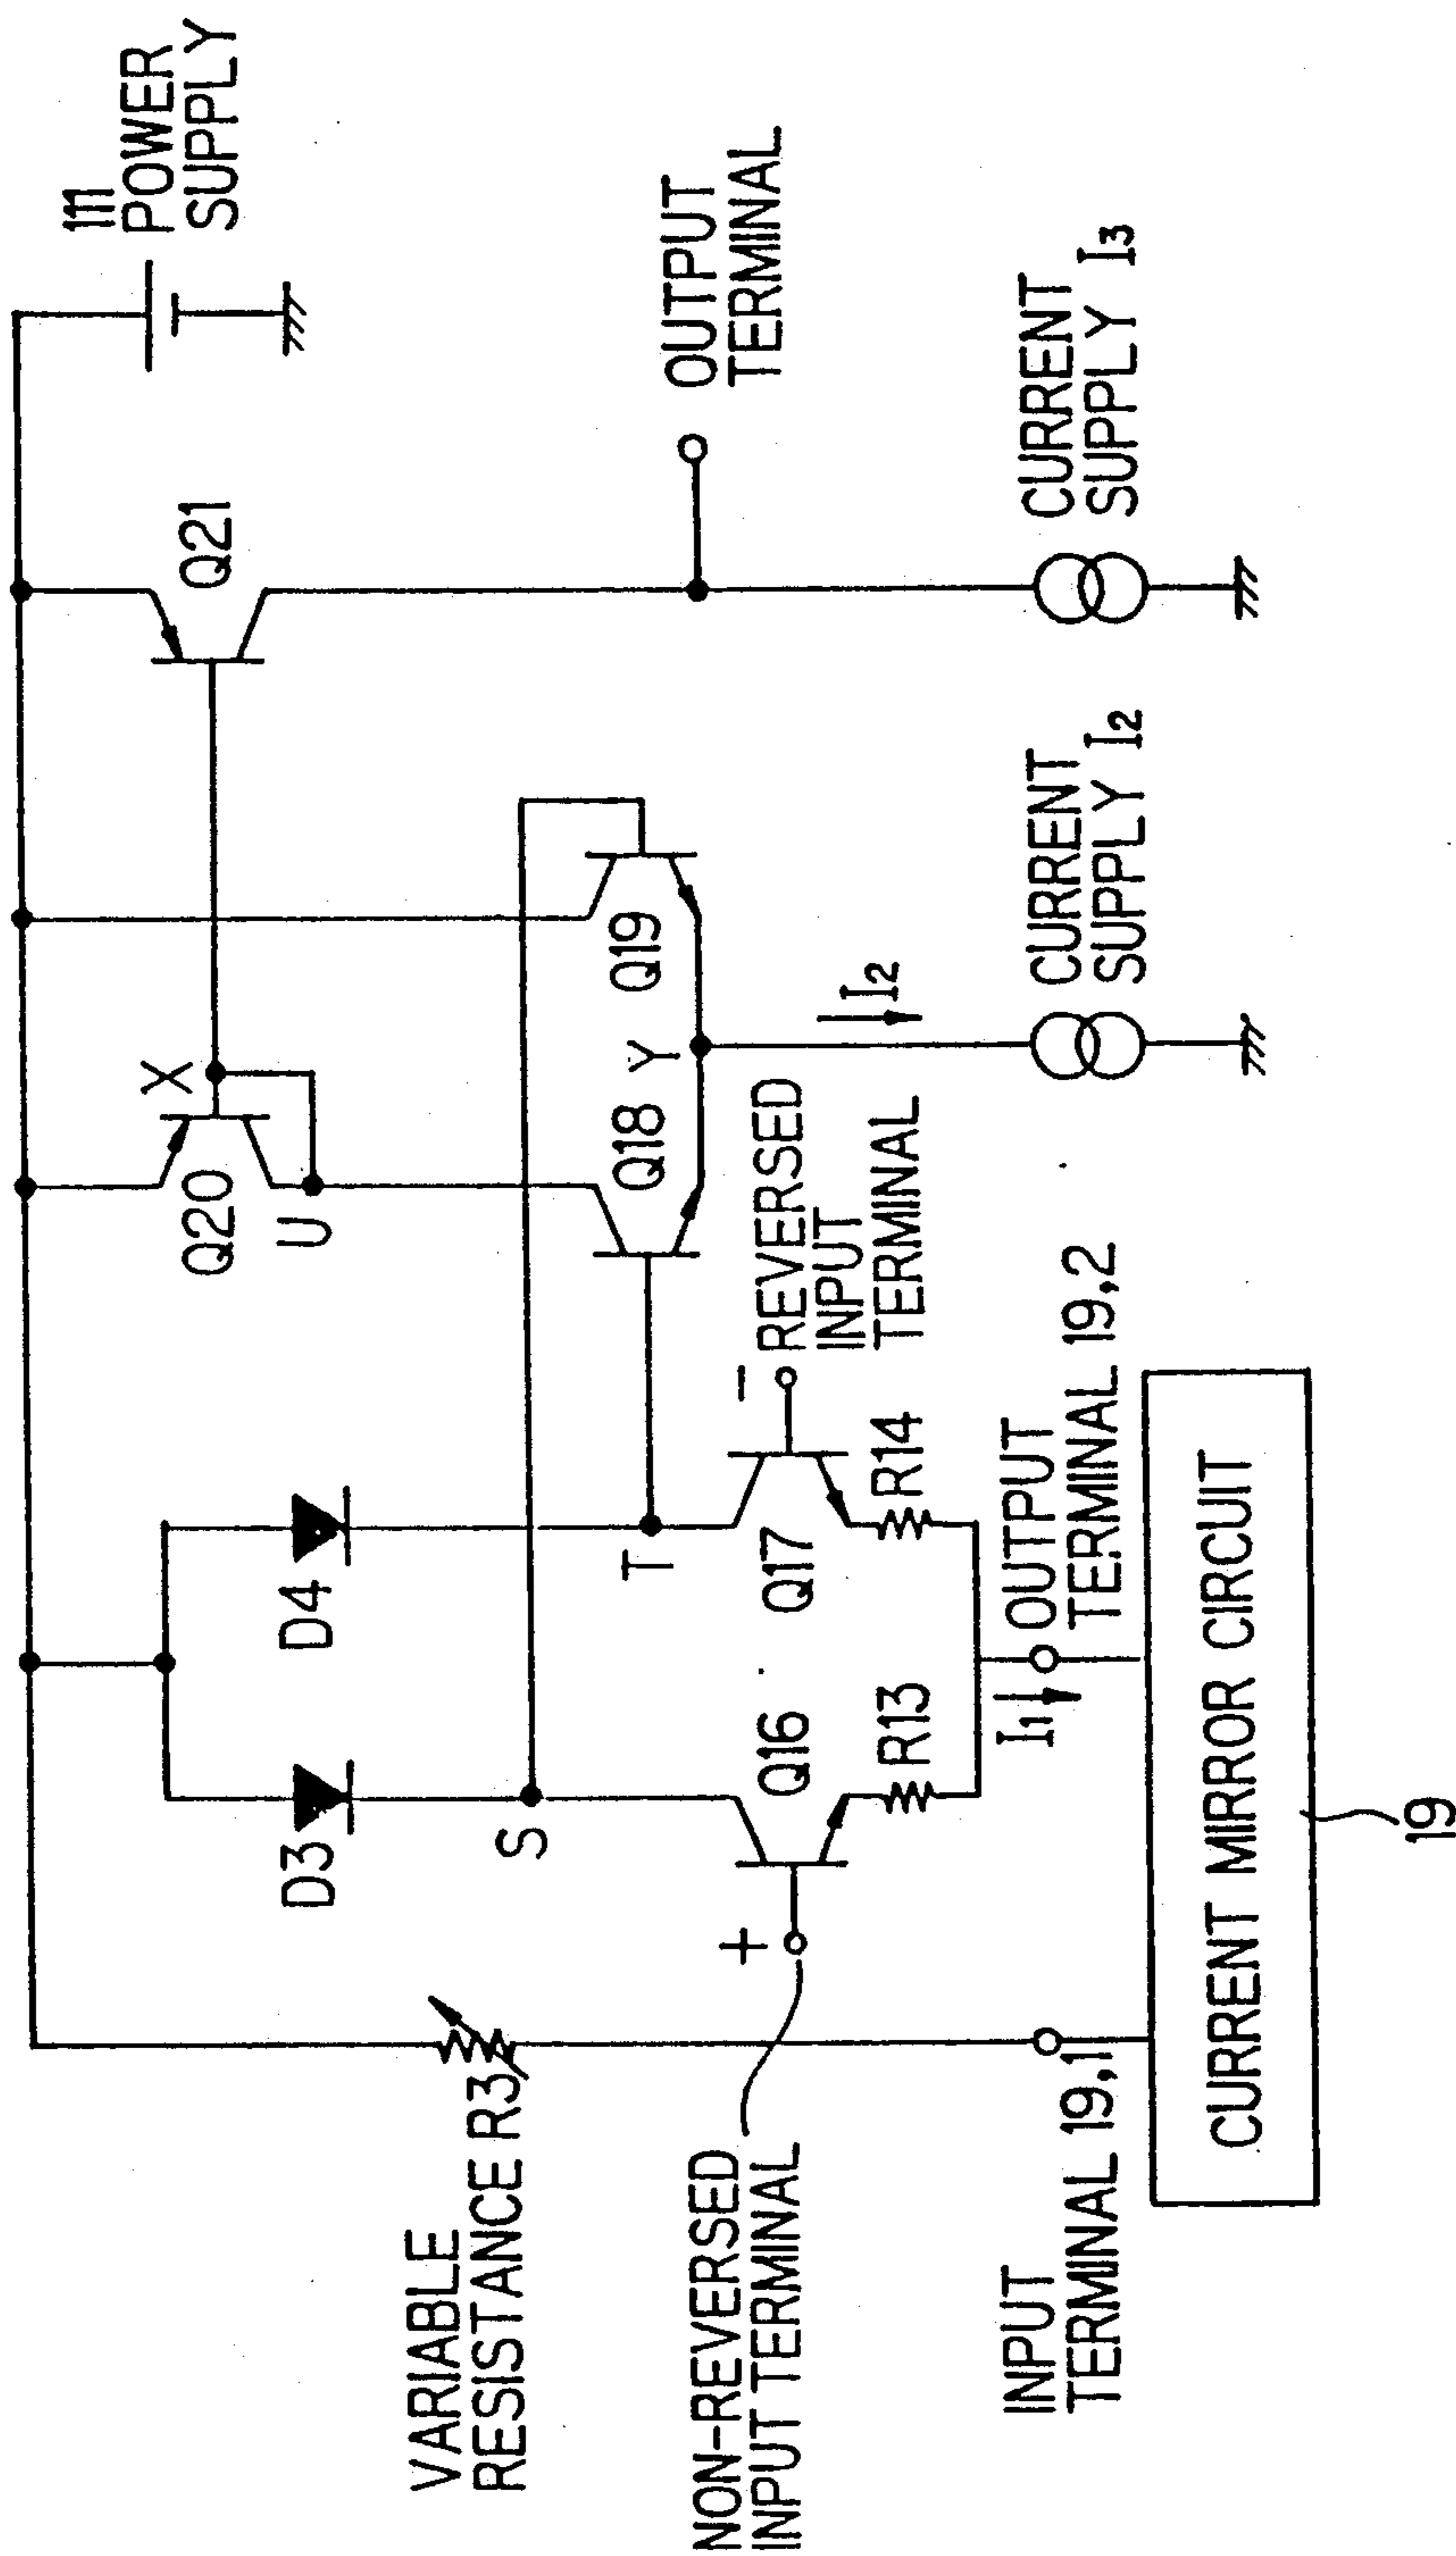 111
POWER
SUPPLY
Q21
OUTPUT
TERMINAL
CURRENT
SUPPLY I3
X
Q20
U
Q18
Y
Q19
I2
CURRENT
SUPPLY I2
D3
D4
S
T
Q16
Q17
R13
R14
+
−
REVERSED
INPUT
TERMINAL
VARIABLE
RESISTANCE R3
NON-REVERSED
INPUT TERMINAL
I1
OUTPUT
TERMINAL 19,2
INPUT
TERMINAL 19,1
CURRENT MIRROR CIRCUIT
19